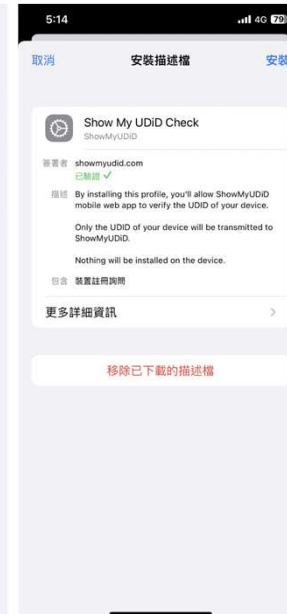 5:14
4G 79
取消
安裝描述檔
安裝
Show My UDiD Check
ShowMyUDiD
簽署者 showmyudid.com
已驗證 ✓
描述 By installing this profile, you'll allow ShowMyUDiD
mobile web app to verify the UDID of your device.
Only the UDID of your device will be transmitted to
ShowMyUDiD.
Nothing will be installed on the device.
包含 裝置註冊詢問
更多詳細資訊
移除已下載的描述檔